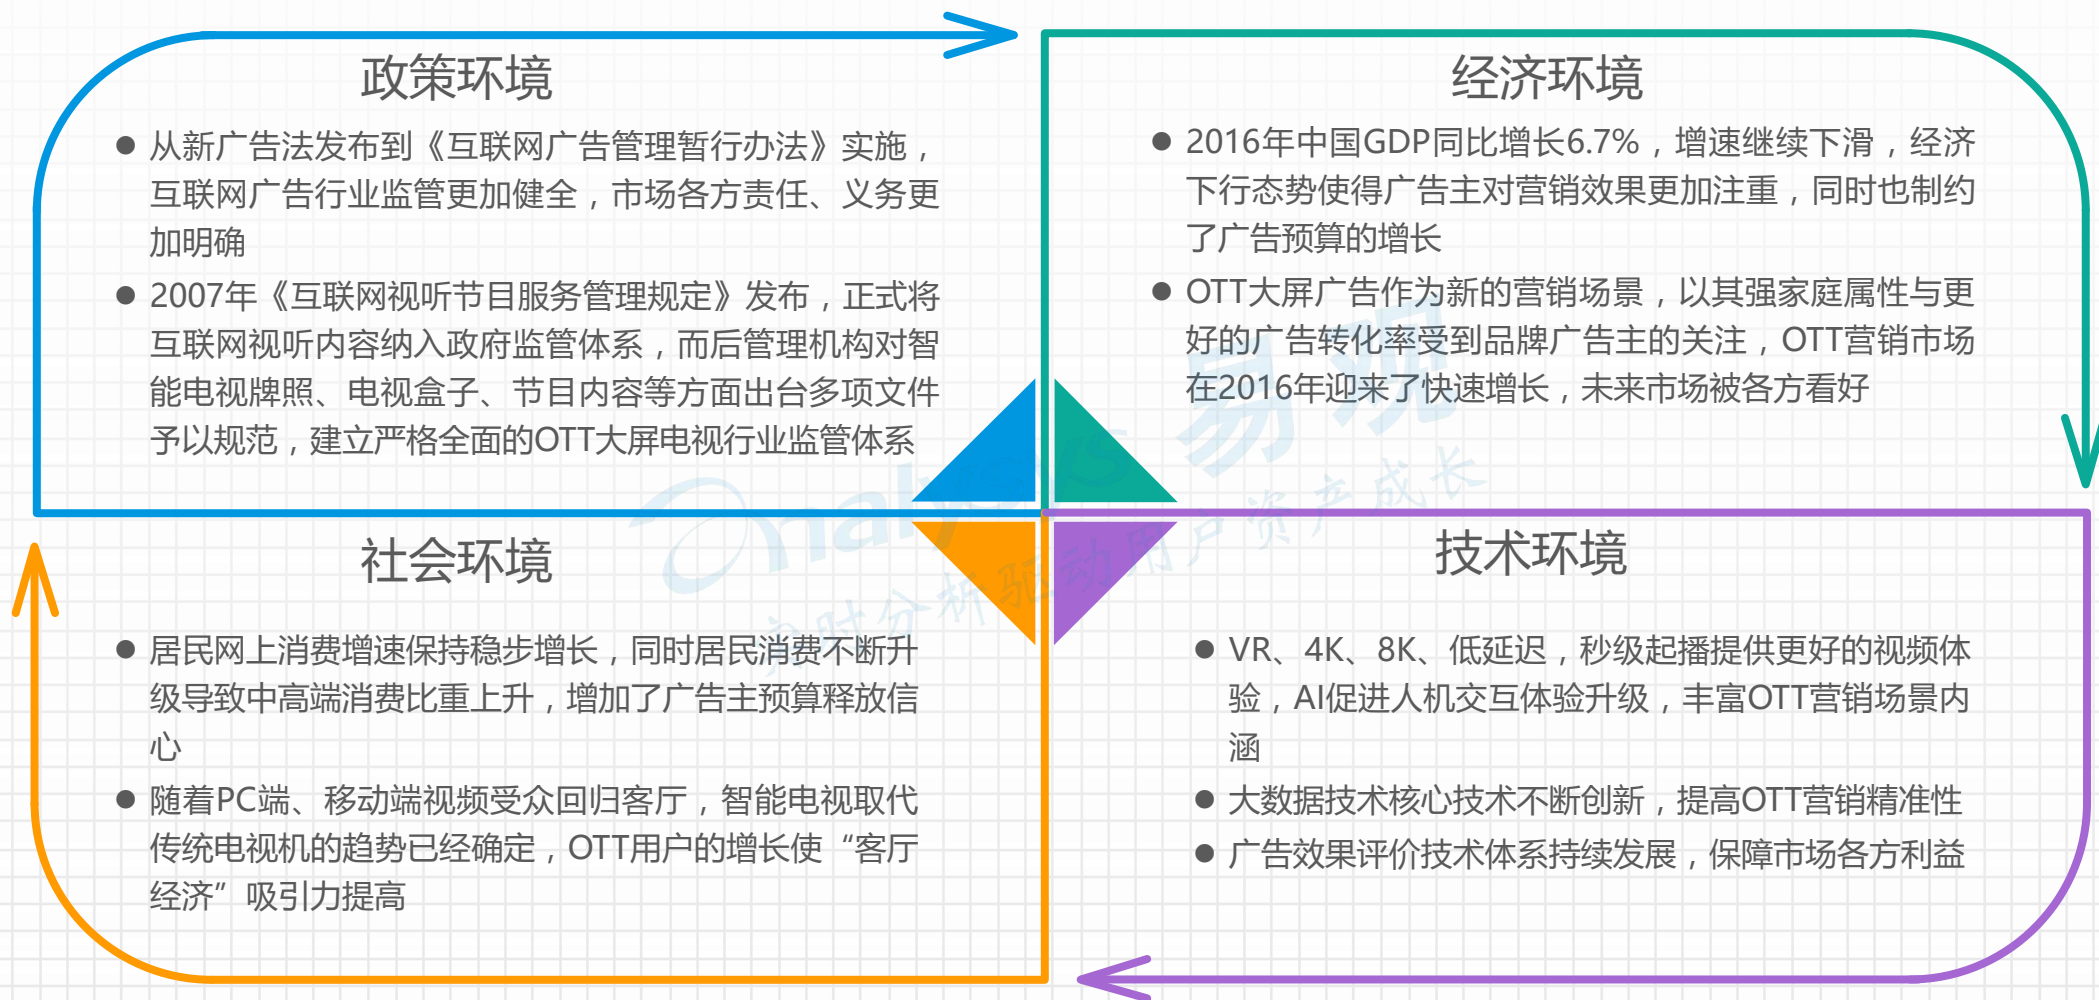 政策环境
● 从新广告法发布到《互联网广告管理暂行办法》实施，
互联网广告行业监管更加健全，市场各方责任、义务更
加明确
● 2007年《互联网视听节目服务管理规定》发布，正式将
互联网视听内容纳入政府监管体系，而后管理机构对智
能电视牌照、电视盒子、节目内容等方面出台多项文件
予以规范，建立严格全面的OTT大屏电视行业监管体系
经济环境
● 2016年中国GDP同比增长6.7%，增速继续下滑，经济
下行态势使得广告主对营销效果更加注重，同时也制约
了广告预算的增长
● OTT大屏广告作为新的营销场景，以其强家庭属性与更
好的广告转化率受到品牌广告主的关注，OTT营销市场
在2016年迎来了快速增长，未来市场被各方看好
社会环境
● 居民网上消费增速保持稳步增长，同时居民消费不断升
级导致中高端消费比重上升，增加了广告主预算释放信
心
● 随着PC端、移动端视频受众回归客厅，智能电视取代
传统电视机的趋势已经确定，OTT用户的增长使“客厅
经济”吸引力提高
技术环境
● VR、4K、8K、低延迟，秒级起播提供更好的视频体
验，AI促进人机交互体验升级，丰富OTT营销场景内
涵
● 大数据技术核心技术不断创新，提高OTT营销精准性
● 广告效果评价技术体系持续发展，保障市场各方利益
analysys 易观
实时分析驱动用户资产成长